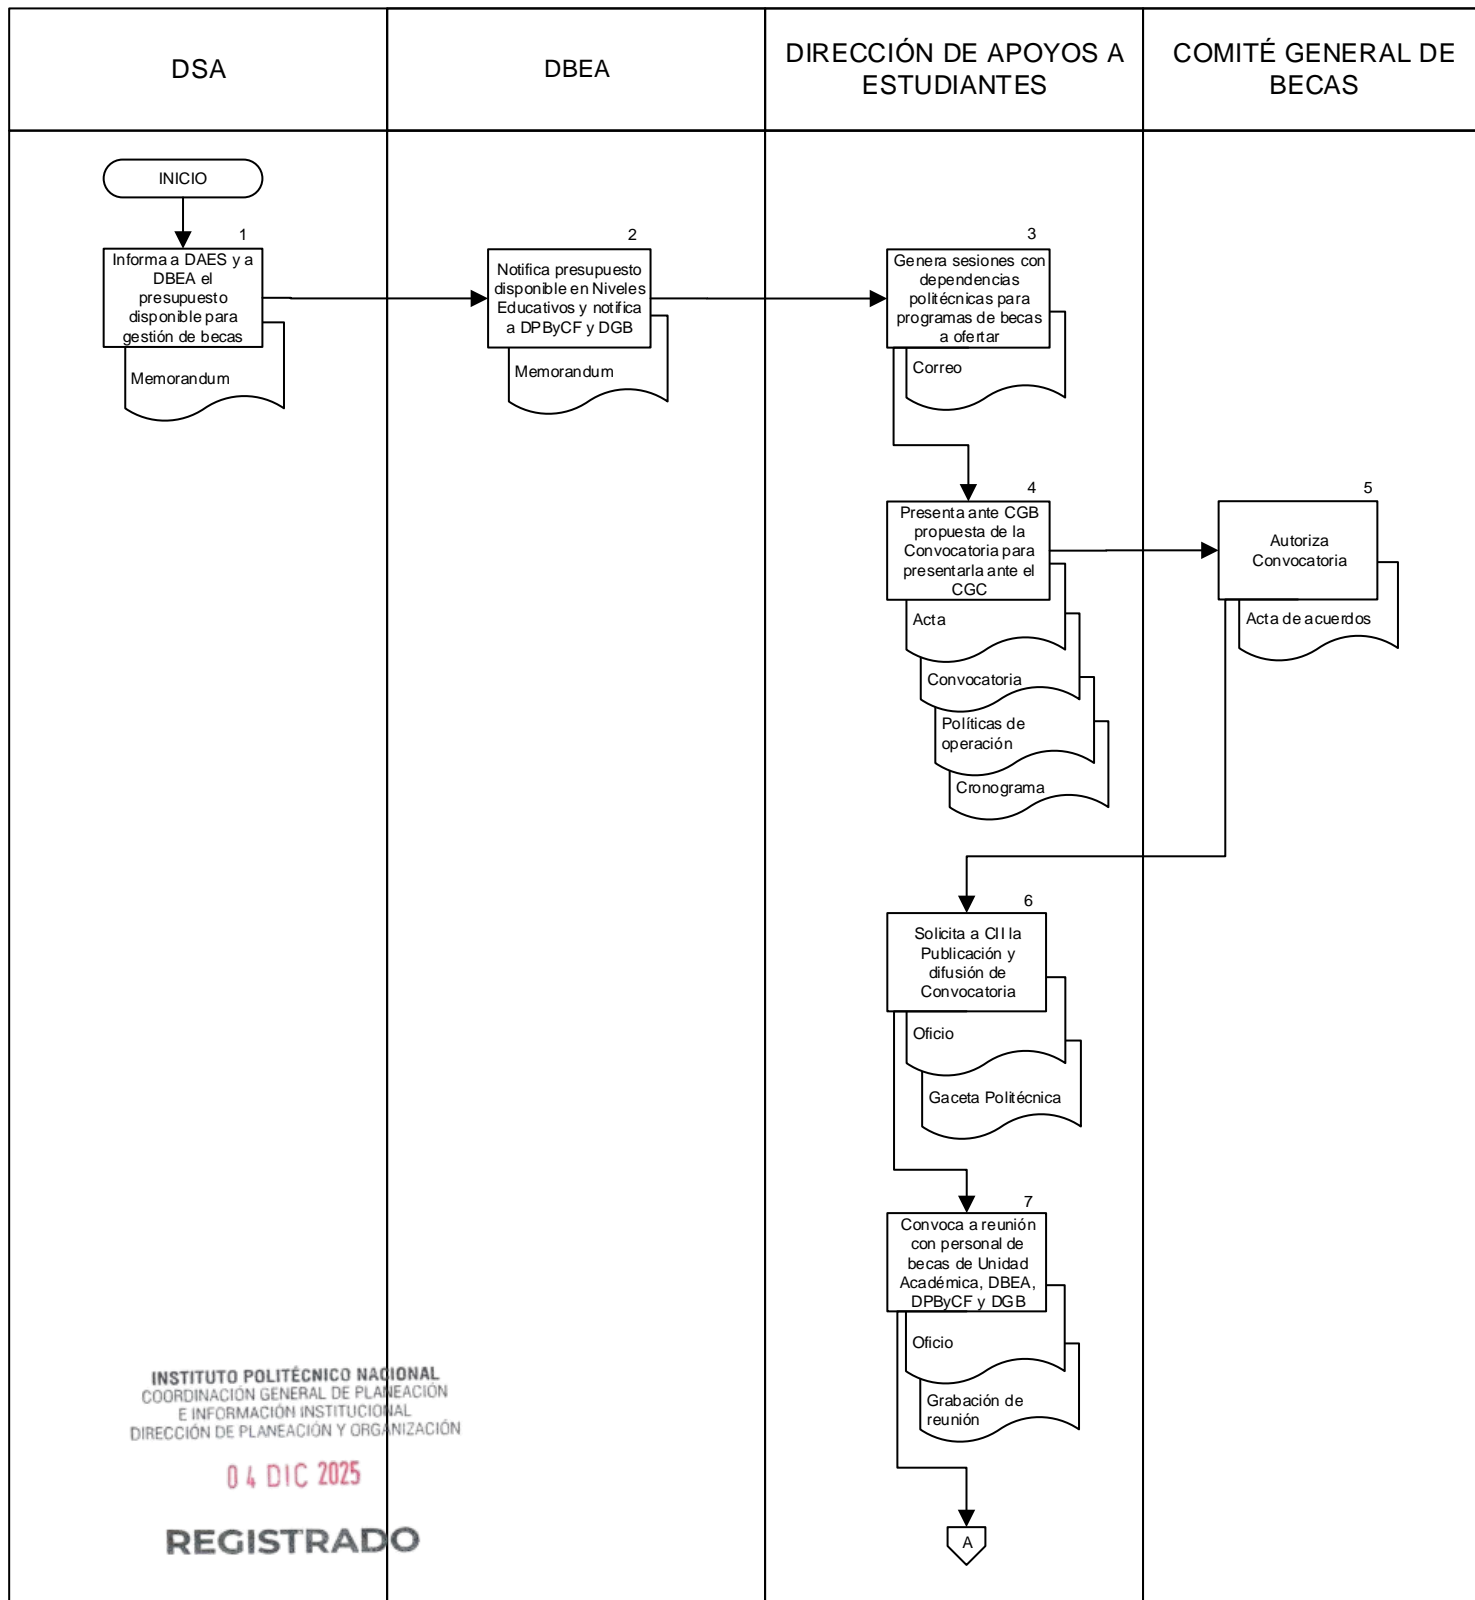 DSA
DBEA
DIRECCIÓN DE APOYOS A
ESTUDIANTES
COMITÉ GENERAL DE
BECAS
INICIO
1
Informa a DAES y a
DBEA el
presupuesto
disponible para
gestión de becas
Memorandum
2
Notifica presupuesto
disponible en Niveles
Educativos y notifica
a DPByCF y DGB
Memorandum
3
Genera sesiones con
dependencias
politécnicas para
programas de becas
a ofertar
Correo
4
Presenta ante CGB
propuesta de la
Convocatoria para
presentarla ante el
CGC
Acta
Convocatoria
Políticas de
operación
Cronograma
5
Autoriza
Convocatoria
Acta de acuerdos
6
Solicita a CII la
Publicación y
difusión de
Convocatoria
Oficio
Gaceta Politécnica
7
Convoca a reunión
con personal de
becas de Unidad
Académica, DBEA,
DPByCF y DGB
Oficio
Grabación de
reunión
A
INSTITUTO POLITÉCNICO NACIONAL
COORDINACIÓN GENERAL DE PLANEACIÓN
E INFORMACIÓN INSTITUCIONAL
DIRECCIÓN DE PLANEACIÓN Y ORGANIZACIÓN
04 DIC 2025
REGISTRADO